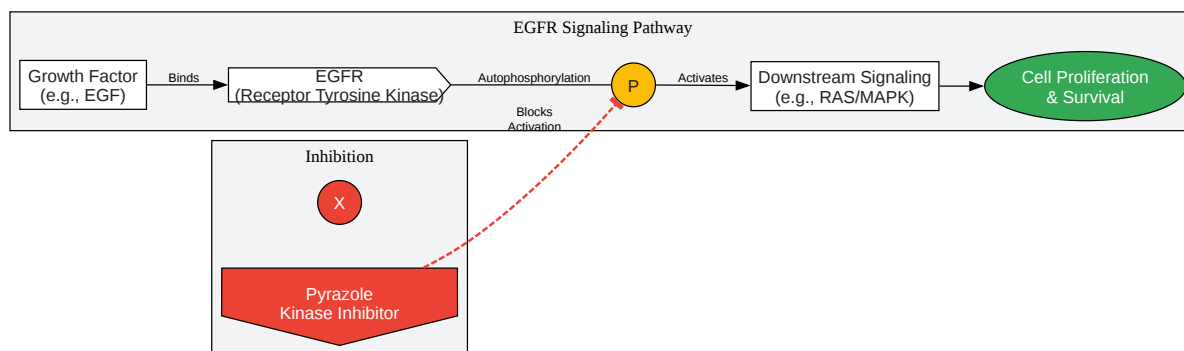 EGFR Signaling Pathway
Growth Factor
(e.g., EGF)
Binds
EGFR
(Receptor Tyrosine Kinase)
Autophosphorylation
P
Activates
Downstream Signaling
(e.g., RAS/MAPK)
Cell Proliferation
& Survival
Blocks
Activation
Inhibition
X
Pyrazole
Kinase Inhibitor